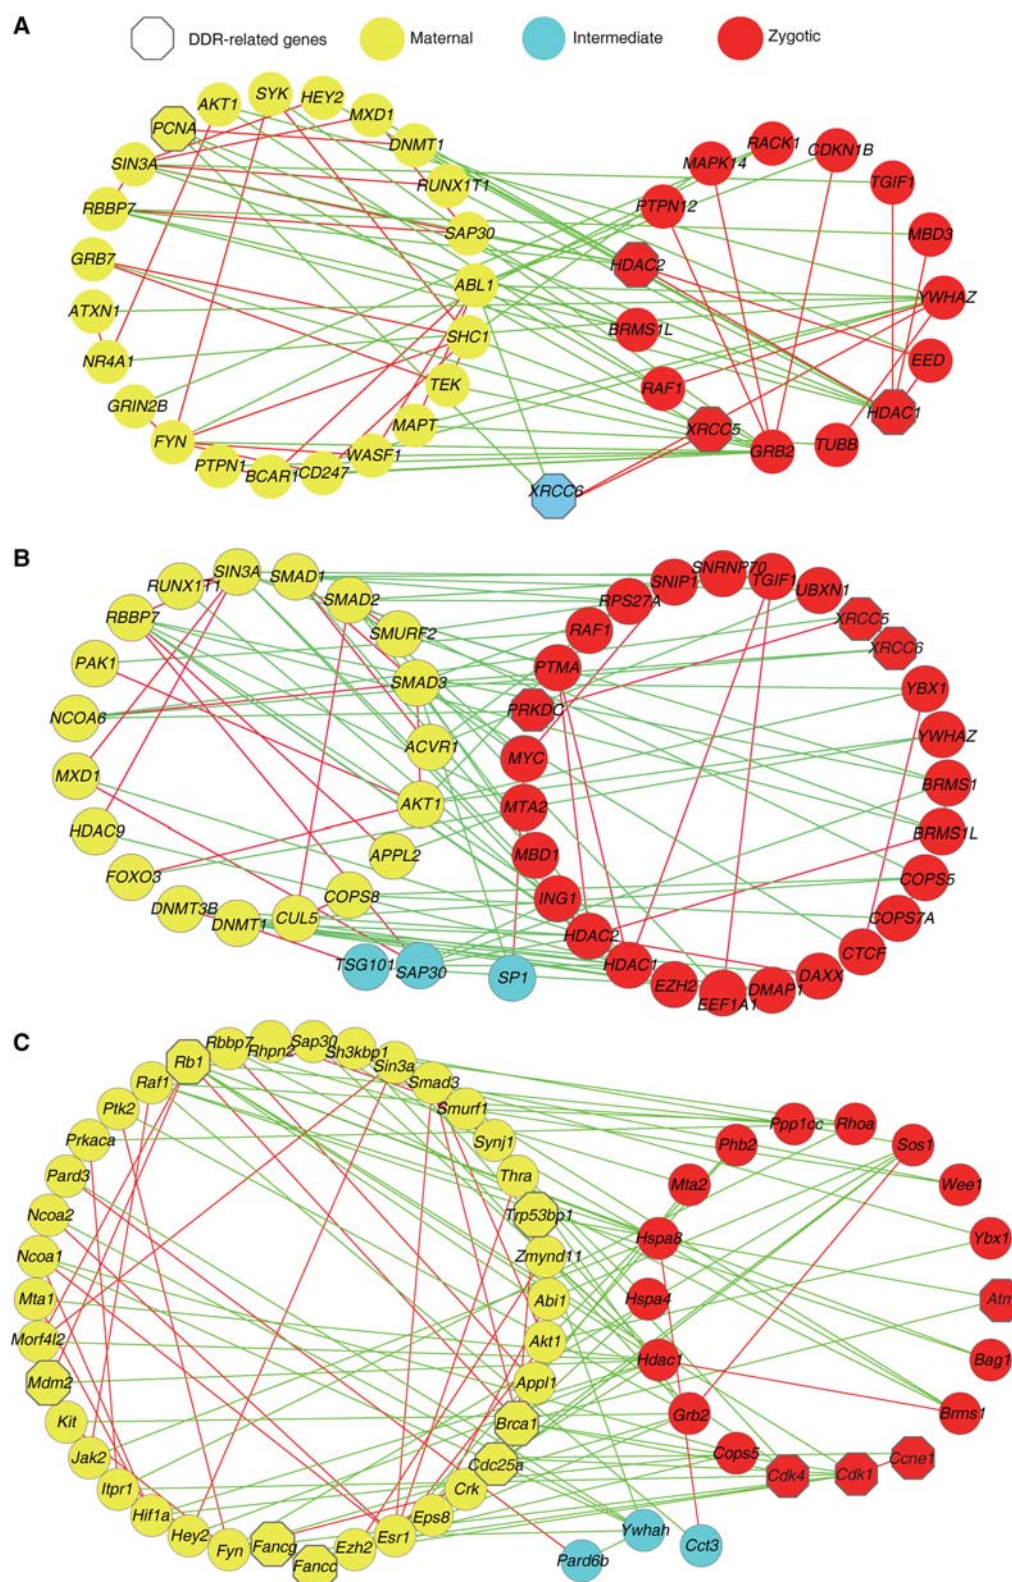 A
DDR-related genes
Maternal
Intermediate
Zygotic
SYK
HEY2
AKT1
MXD1
PCNA
DNMT1
SIN3A
RUNX1T1
RBBP7
SAP30
GRB7
ABL1
ATXN1
SHC1
NR4A1
TEK
GRIN2B
MAPT
FYN
WASF1
PTPN1
BCAR1
CD247
RACK1
CDKN1B
MAPK14
TGIF1
PTPN12
MBD3
HDAC2
YWHAZ
BRMS1L
EED
RAF1
HDAC1
XRCC5
TUBB
GRB2
XRCC6
B
SIN3A
SMAD1
RUNX1T1
SMAD2
RBBP7
SMURF2
PAK1
SMAD3
NCOA6
ACVR1
MXD1
AKT1
HDAC9
APPL2
FOXO3
COPS8
DNMT3B
DNMT1
CUL5
TSG101
SAP30
SP1
SNRNP70
TGIF1
SNIP1
UBXN1
RPS27A
XRCC5
RAF1
XRCC6
PTMA
YBX1
PRKDC
YWHAZ
MYC
BRMS1
MTA2
BRMS1L
MBD1
COPS5
ING1
COPS7A
HDAC2
CTCF
HDAC1
DAXX
EZH2
DMAP1
EEF1A1
C
Rbbp7
Rhpn2
Sap30
Sh3kbp1
Rb1
Sin3a
Raf1
Smad3
Ptk2
Smurf1
Prkaca
Synj1
Pard3
Thra
Ncoa2
Trp53bp1
Ncoa1
Zmynd11
Mta1
Abi1
Morf4l2
Akt1
Mdm2
Appl1
Kit
Brca1
Jak2
Cdc25a
Itpr1
Crk
Hif1a
Eps8
Hey2
Esr1
Fyn
Fancg
Ezh2
Fancc
Ppp1cc
Rhoa
Phb2
Sos1
Mta2
Wee1
Hspa8
Ybx1
Hspa4
Atm
Hdac1
Bag1
Grb2
Brms1
Cops5
Ccne1
Cdk4
Cdk1
Ywhah
Cct3
Pard6b